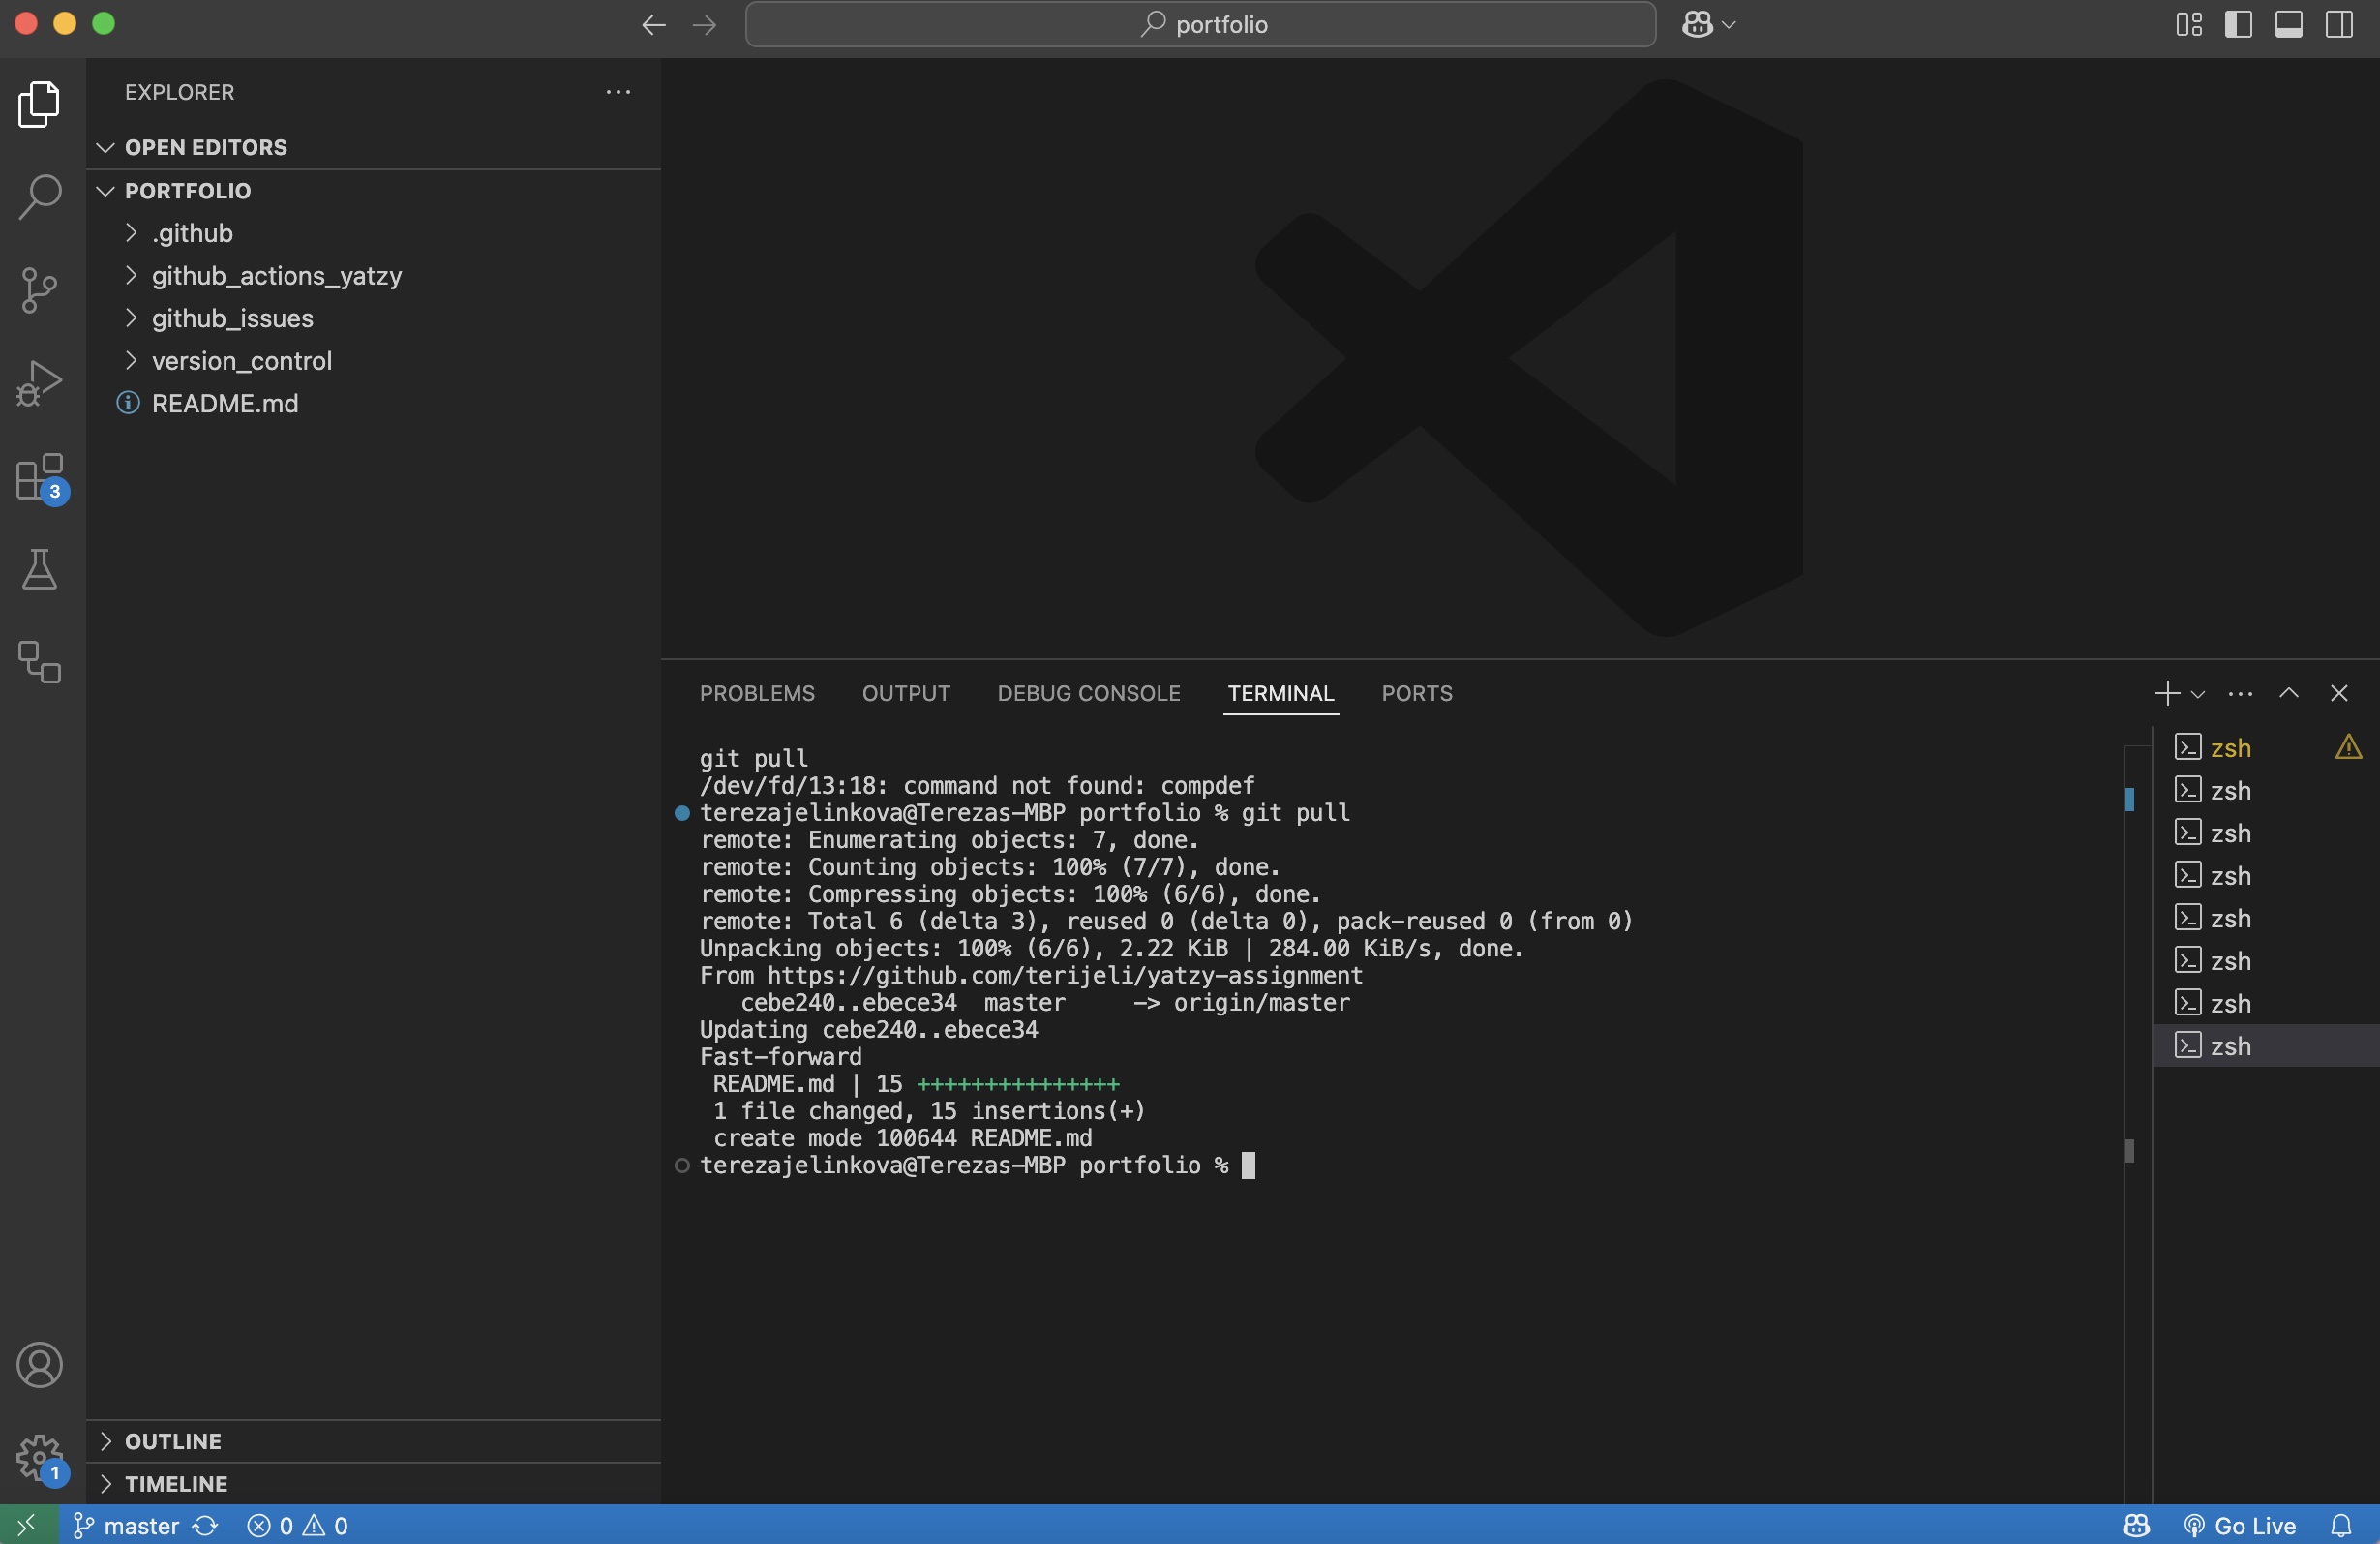 portfolio
EXPLORER
OPEN EDITORS
PORTFOLIO
.github
github_actions_yatzy
github_issues
version_control
README.md
3
PROBLEMS OUTPUT DEBUG CONSOLE TERMINAL PORTS
git pull
/dev/fd/13:18: command not found: compdef
terezajelinkova@Terezas-MBP portfolio % git pull
remote: Enumerating objects: 7, done.
remote: Counting objects: 100% (7/7), done.
remote: Compressing objects: 100% (6/6), done.
remote: Total 6 (delta 3), reused 0 (delta 0), pack-reused 0 (from 0)
Unpacking objects: 100% (6/6), 2.22 KiB | 284.00 KiB/s, done.
From https://github.com/terijeli/yatzy-assignment
cebe240..ebece34 master -> origin/master
Updating cebe240..ebece34
Fast-forward
README.md | 15 +++++++++++++++
1 file changed, 15 insertions(+)
create mode 100644 README.md
terezajelinkova@Terezas-MBP portfolio %
zsh
zsh
zsh
zsh
zsh
zsh
zsh
zsh
OUTLINE
1
TIMELINE
master 0 0 Go Live